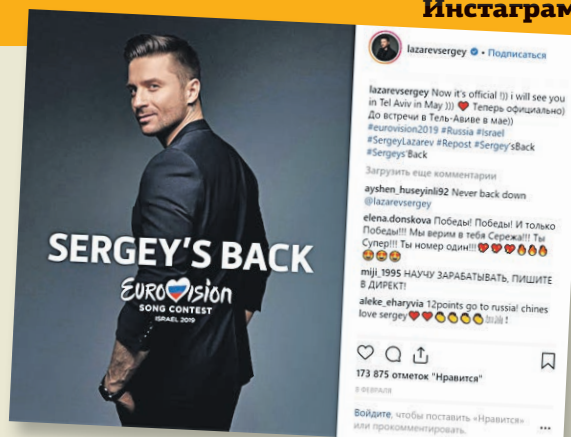 Инстаграм
SERGEY'S BACK
EUROVISION
SONG CONTEST
ISRAEL 2019
lazarevsergey • Подписаться
lazarevsergey Now it's official !)) i will see you
in Tel Aviv in May ))) ❤ Теперь официально)
До встречи в Тель-Авиве в мае))
#eurovision2019 #Russia #Israel
#SergeyLazarev #Repost #Sergey'sBack
#Sergeys'Back
Загрузить еще комментарии
ayshen_huseyinli92 Never back down
@lazarevsergey
elena.donskova Победы! Победы! И только
Победы!!! Мы верим в тебя Сережа!!! Ты
Супер!!! Ты номер один!!!❤❤❤🔥🔥🔥
😍😍😍
miji_1995 НАУЧУ ЗАРАБАТЫВАТЬ, ПИШИТЕ
В ДИРЕКТ!
aleke_eharyvia 12points go to russia! chines
love sergey❤❤👏👏👏👏 !
173 875 отметок "Нравится"
8 ФЕВРАЛЯ
Войдите, чтобы поставить «Нравится»
или прокомментировать.